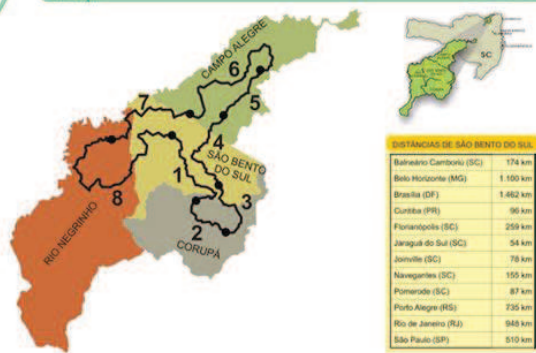 CAMPO ALEGRE
6
7
5
4
SÃO BENTO
DO SUL
1
3
8
2
RIO NEGRINHO
CORUPÁ
SC
DISTÂNCIAS DE SÃO BENTO DO SUL
Balneário Camboriú (SC) 174 km
Belo Horizonte (MG) 1.100 km
Brasília (DF) 1.462 km
Curitiba (PR) 96 km
Florianópolis (SC) 259 km
Jaraguá do Sul (SC) 54 km
Joinville (SC) 78 km
Navegantes (SC) 155 km
Pomerode (SC) 87 km
Porto Alegre (RS) 735 km
Rio de Janeiro (RJ) 948 km
São Paulo (SP) 510 km